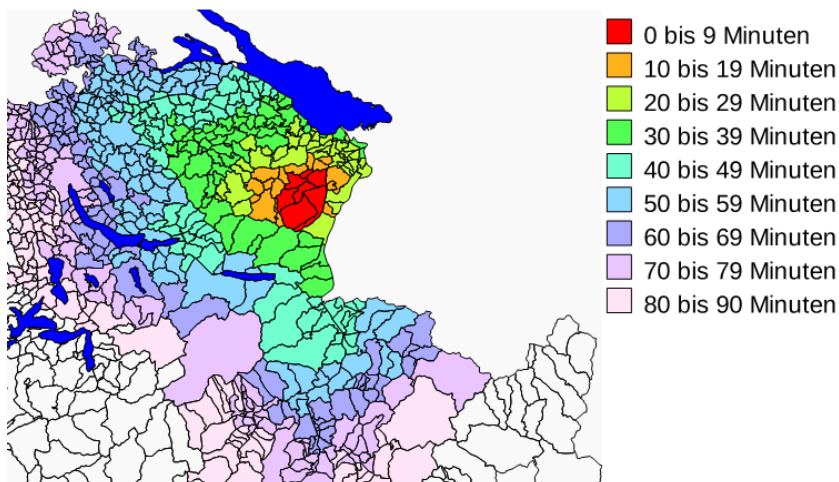 0 bis 9 Minuten
10 bis 19 Minuten
20 bis 29 Minuten
30 bis 39 Minuten
40 bis 49 Minuten
50 bis 59 Minuten
60 bis 69 Minuten
70 bis 79 Minuten
80 bis 90 Minuten